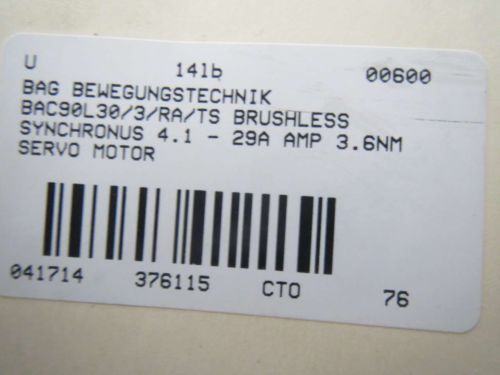 U 14lb 00600
BAG BEWEGUNGSTECHNIK
BAC90L30/3/RA/TS BRUSHLESS
SYNCHRONUS 4.1 - 29A AMP 3.6NM
SERVO MOTOR
041714 376115 CTO 76